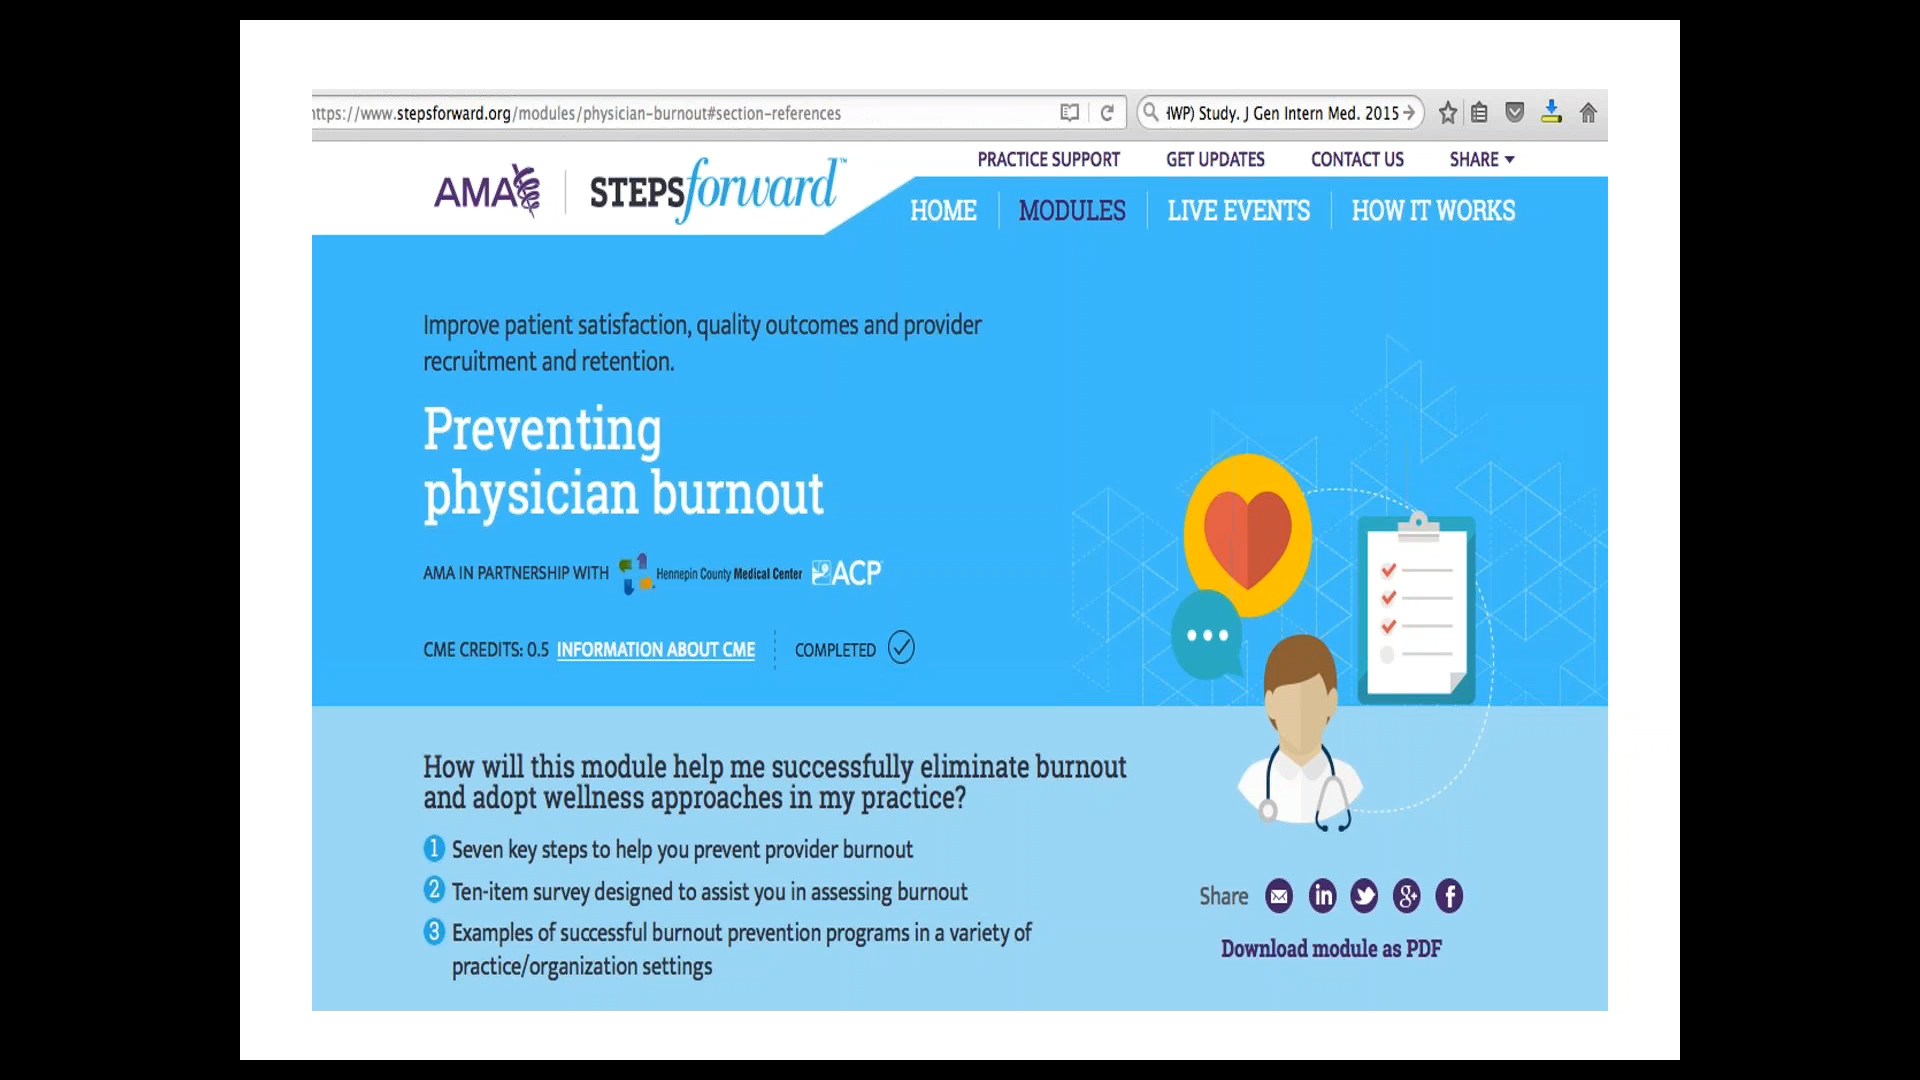 https://www.stepsforward.org/modules/physician-burnout#section-references
WP) Study. J Gen Intern Med. 2015
PRACTICE SUPPORT GET UPDATES CONTACT US SHARE
AMA STEPSforward™
HOME MODULES LIVE EVENTS HOW IT WORKS
Improve patient satisfaction, quality outcomes and provider
recruitment and retention.
Preventing
physician burnout
AMA IN PARTNERSHIP WITH Hennepin County Medical Center ACP
CME CREDITS: 0.5 INFORMATION ABOUT CME COMPLETED
How will this module help me successfully eliminate burnout
and adopt wellness approaches in my practice?
1 Seven key steps to help you prevent provider burnout
2 Ten-item survey designed to assist you in assessing burnout
3 Examples of successful burnout prevention programs in a variety of
practice/organization settings
Share in g+ f
Download module as PDF